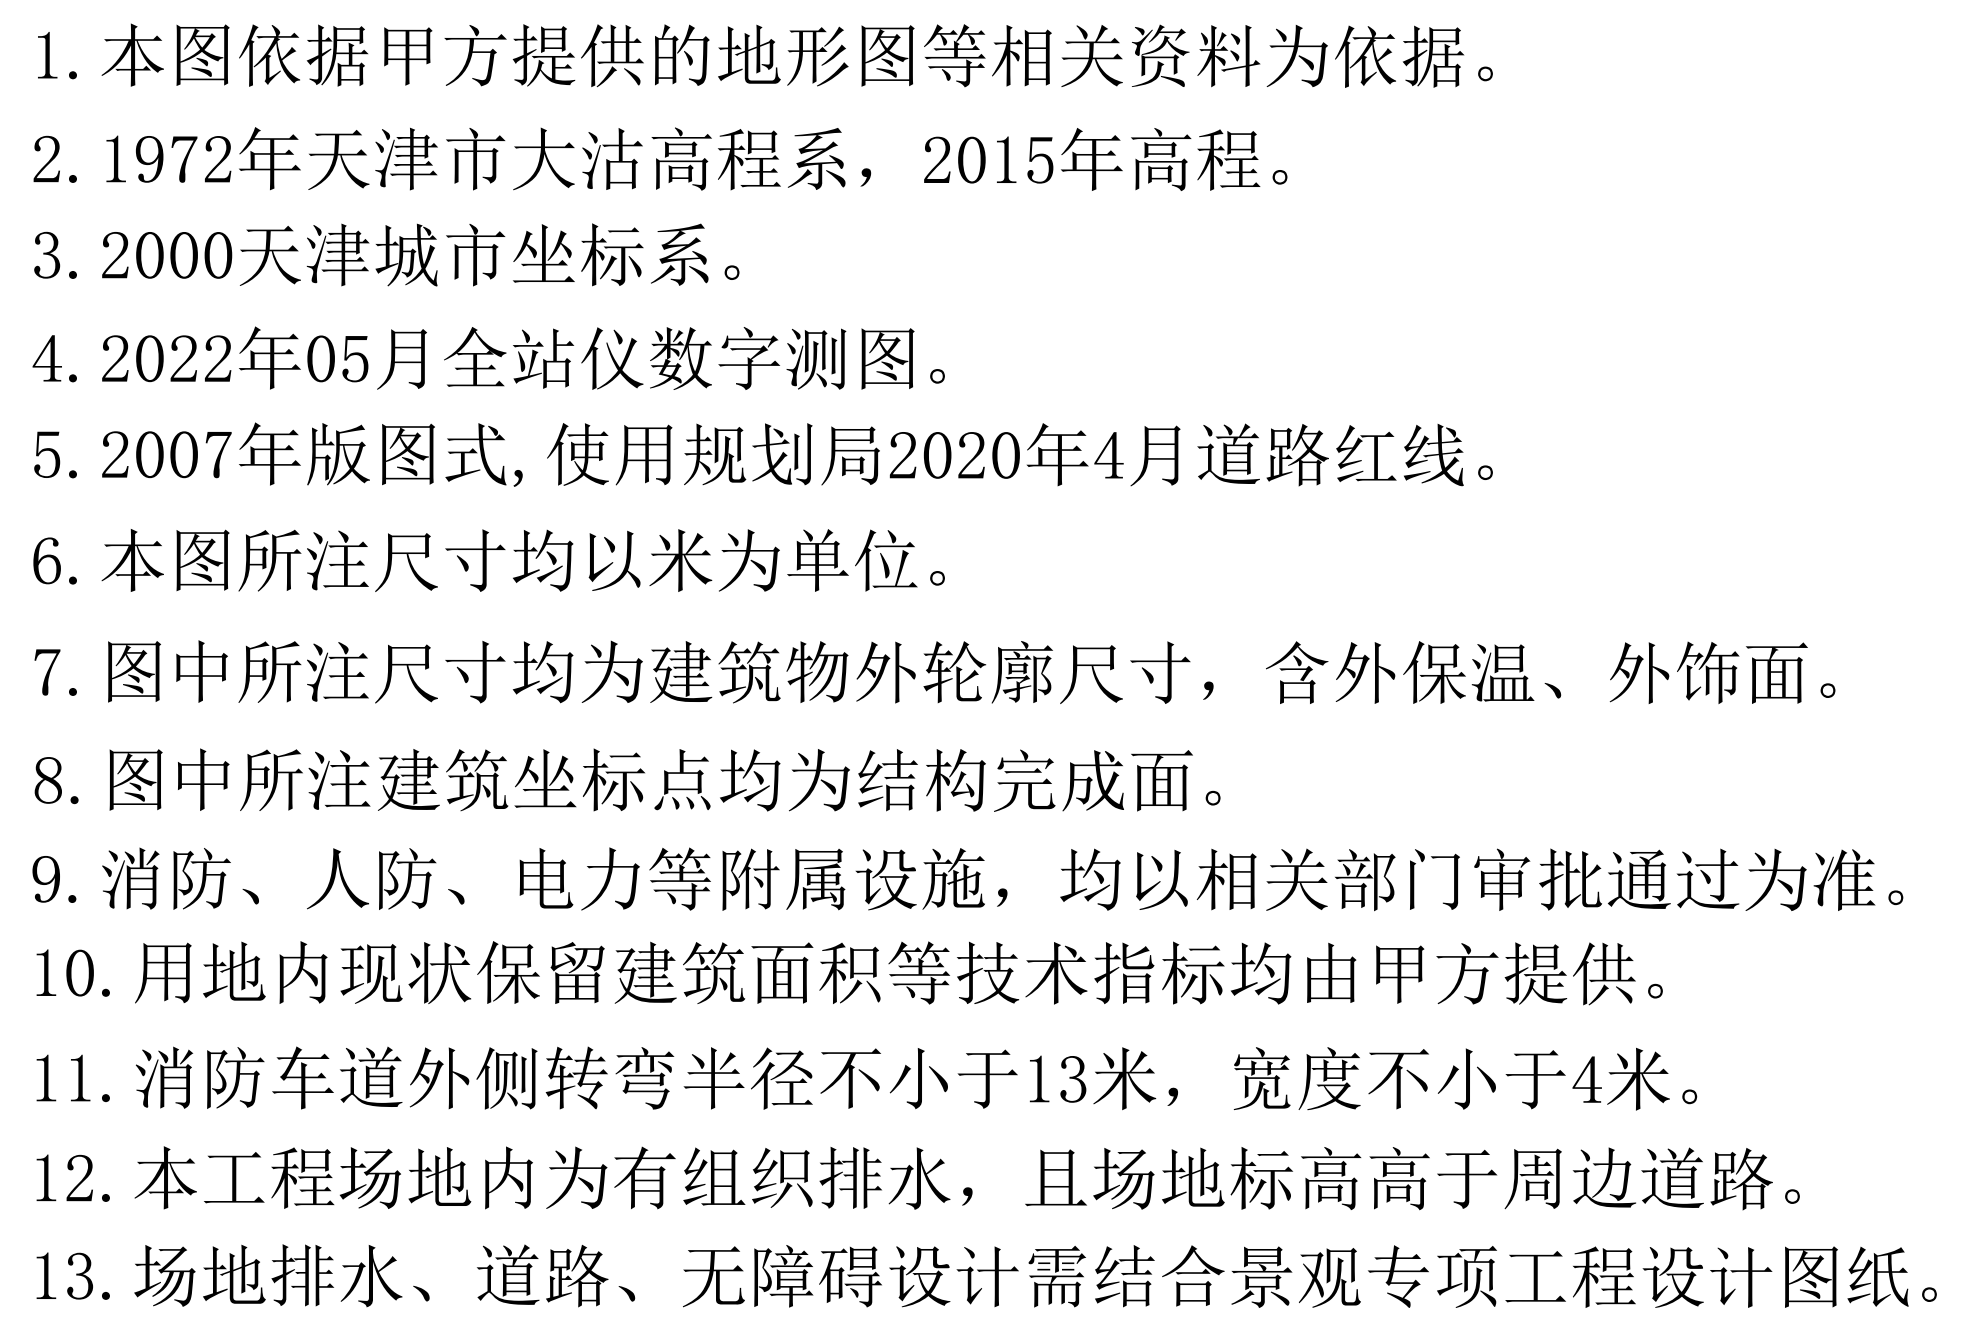 1.本图依据甲方提供的地形图等相关资料为依据。
2.1972年天津市大沽高程系，2015年高程。
3.2000天津城市坐标系。
4.2022年05月全站仪数字测图。
5.2007年版图式,使用规划局2020年4月道路红线。
6.本图所注尺寸均以米为单位。
7.图中所注尺寸均为建筑物外轮廓尺寸，含外保温、外饰面。
8.图中所注建筑坐标点均为结构完成面。
9.消防、人防、电力等附属设施，均以相关部门审批通过为准。
10.用地内现状保留建筑面积等技术指标均由甲方提供。
11.消防车道外侧转弯半径不小于13米，宽度不小于4米。
12.本工程场地内为有组织排水，且场地标高高于周边道路。
13.场地排水、道路、无障碍设计需结合景观专项工程设计图纸。